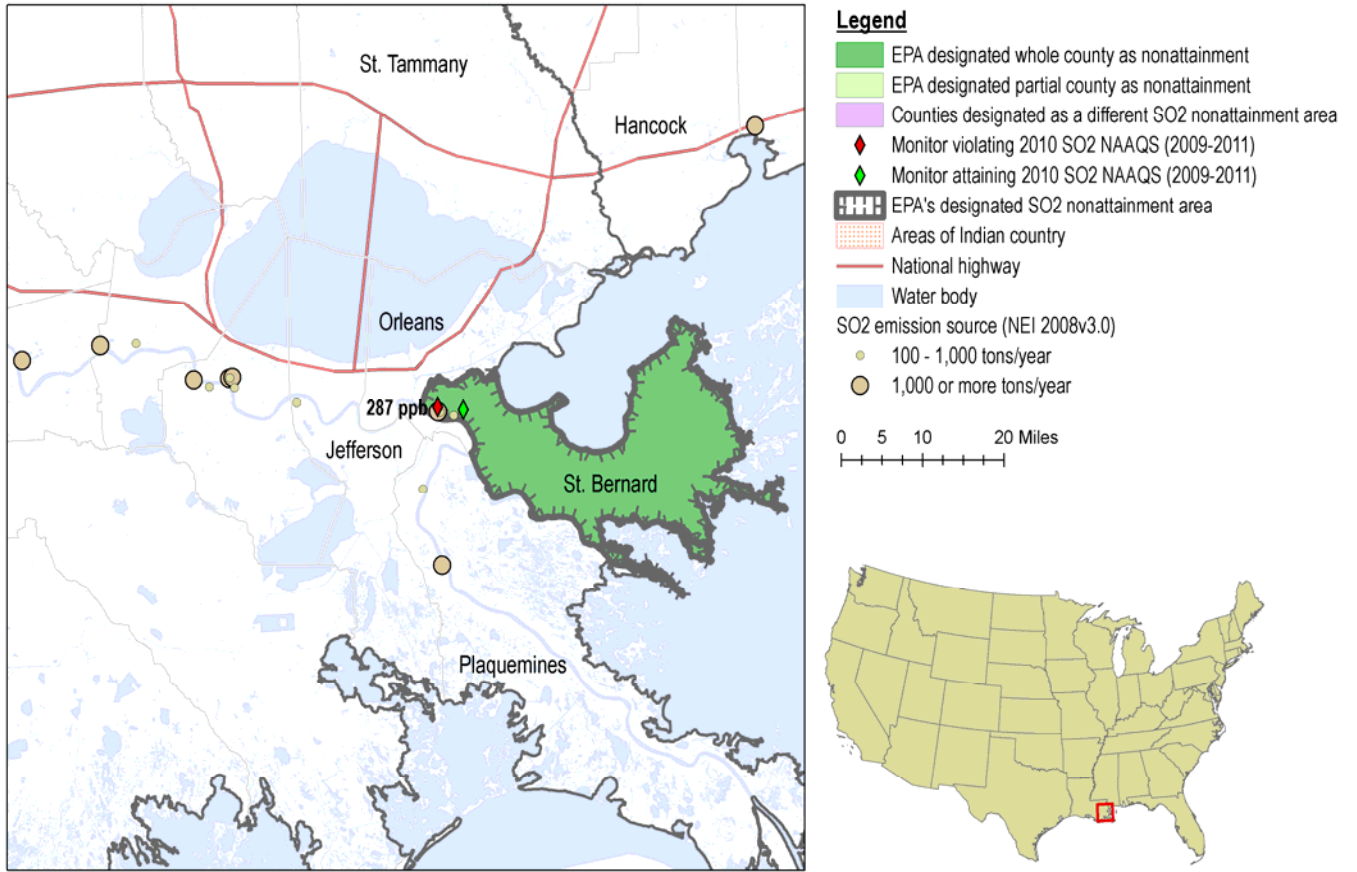 St. Tammany
Hancock
Orleans
287 ppb
Jefferson
St. Bernard
Plaquemines
Legend
EPA designated whole county as nonattainment
EPA designated partial county as nonattainment
Counties designated as a different SO2 nonattainment area
Monitor violating 2010 SO2 NAAQS (2009-2011)
Monitor attaining 2010 SO2 NAAQS (2009-2011)
EPA's designated SO2 nonattainment area
Areas of Indian country
National highway
Water body
SO2 emission source (NEI 2008v3.0)
100 - 1,000 tons/year
1,000 or more tons/year
0 5 10 20 Miles